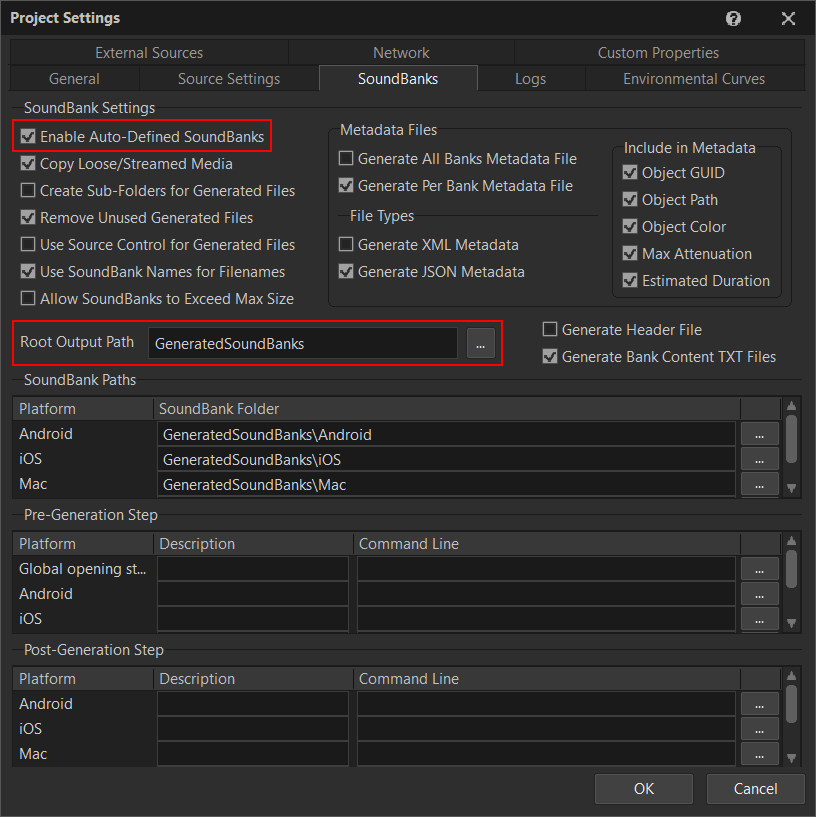 Project Settings
External Sources Network Custom Properties
General Source Settings SoundBanks Logs Environmental Curves
SoundBank Settings
Enable Auto-Defined SoundBanks
Copy Loose/Streamed Media
Create Sub-Folders for Generated Files
Remove Unused Generated Files
Use Source Control for Generated Files
Use SoundBank Names for Filenames
Allow SoundBanks to Exceed Max Size
Metadata Files
Generate All Banks Metadata File
Generate Per Bank Metadata File
File Types
Generate XML Metadata
Generate JSON Metadata
Include in Metadata
Object GUID
Object Path
Object Color
Max Attenuation
Estimated Duration
Root Output Path GeneratedSoundBanks ...
Generate Header File
Generate Bank Content TXT Files
SoundBank Paths
Platform SoundBank Folder
Android GeneratedSoundBanks\Android ...
iOS GeneratedSoundBanks\iOS ...
Mac GeneratedSoundBanks\Mac ...
Pre-Generation Step
Platform Description Command Line
Global opening st... ...
Android ...
iOS ...
Post-Generation Step
Platform Description Command Line
Android ...
iOS ...
Mac ...
OK Cancel